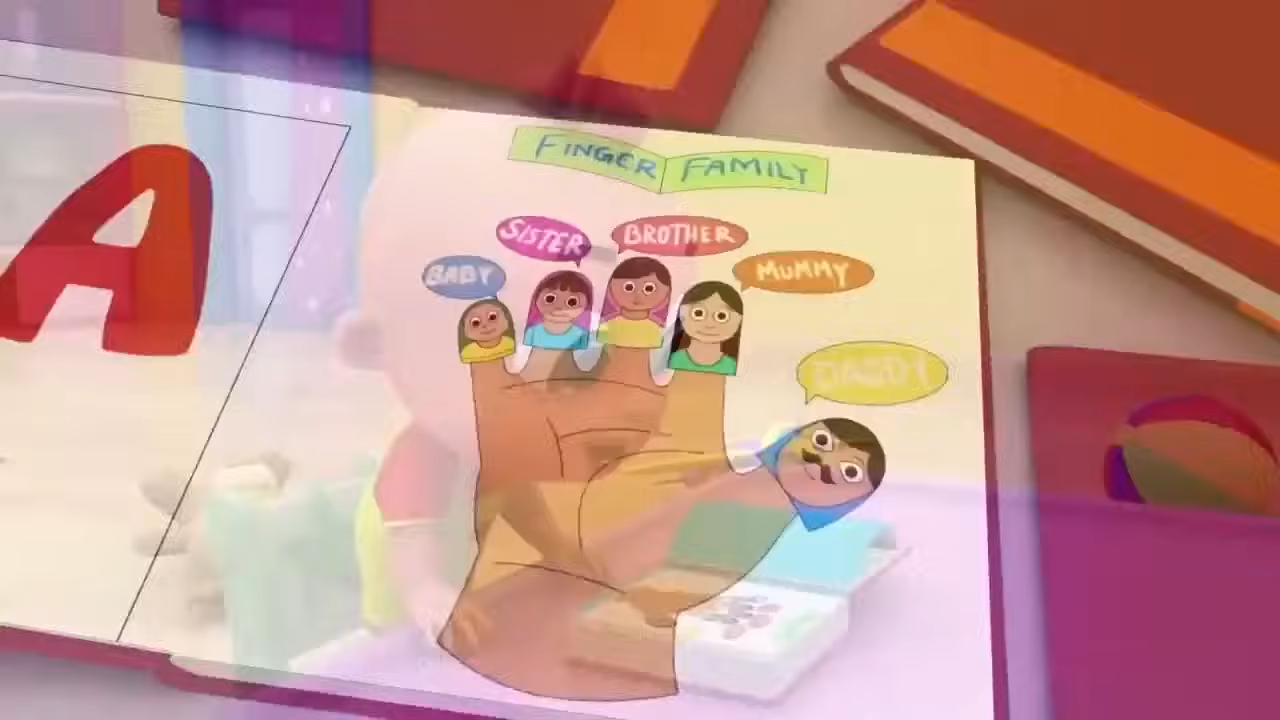 A
FINGER FAMILY
SISTER
BROTHER
BABY
MUMMY
DADDY